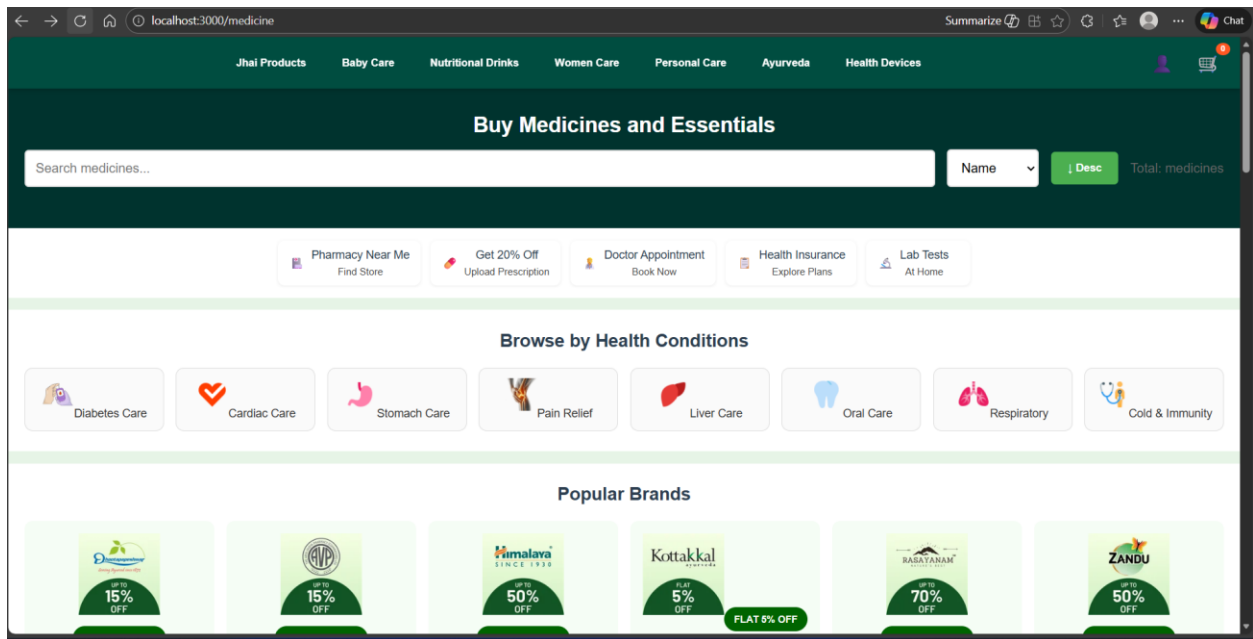 localhost:3000/medicine
Summarize
Chat
Jhai Products Baby Care Nutritional Drinks Women Care Personal Care Ayurveda Health Devices
0
Buy Medicines and Essentials
Search medicines...
Name
↓ Desc
Total: medicines
Pharmacy Near Me
Find Store
Get 20% Off
Upload Prescription
Doctor Appointment
Book Now
Health Insurance
Explore Plans
Lab Tests
At Home
Browse by Health Conditions
Diabetes Care
Cardiac Care
Stomach Care
Pain Relief
Liver Care
Oral Care
Respiratory
Cold & Immunity
Popular Brands
UP TO
15%
OFF
AVP
UP TO
15%
OFF
Himalaya
SINCE 1930
UP TO
50%
OFF
Kottakkal
ayurveda
FLAT
5%
OFF
FLAT 5% OFF
RASAYANAM
UP TO
70%
OFF
ZANDU
UP TO
50%
OFF